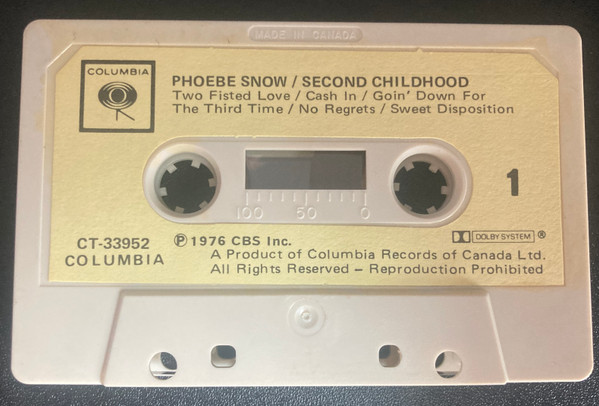 MADE IN CANADA
COLUMBIA
PHOEBE SNOW / SECOND CHILDHOOD
Two Fisted Love / Cash In / Goin' Down For
The Third Time / No Regrets / Sweet Disposition
1
100 50 0
CT-33952
COLUMBIA
℗ 1976 CBS Inc.
DOLBY SYSTEM ®
A Product of Columbia Records of Canada Ltd.
All Rights Reserved – Reproduction Prohibited